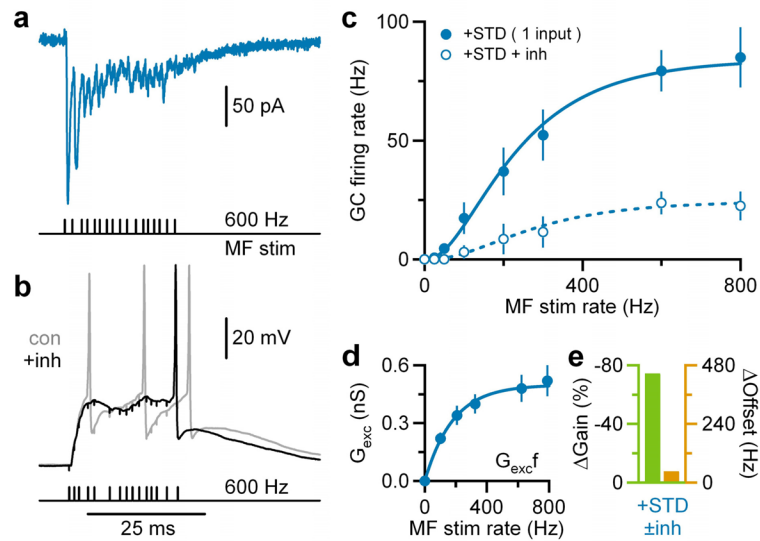 a
50 pA
600 Hz
MF stim
b
con
+inh
20 mV
600 Hz
25 ms
c
+STD ( 1 input )
+STD + inh
GC firing rate (Hz)
100
50
0
0
400
800
MF stim rate (Hz)
d
G_exc (nS)
0.6
0.3
0.0
G_excf
0
400
800
MF stim rate (Hz)
e
ΔGain (%)
-80
-40
0
480
240
0
ΔOffset (Hz)
+STD
±inh